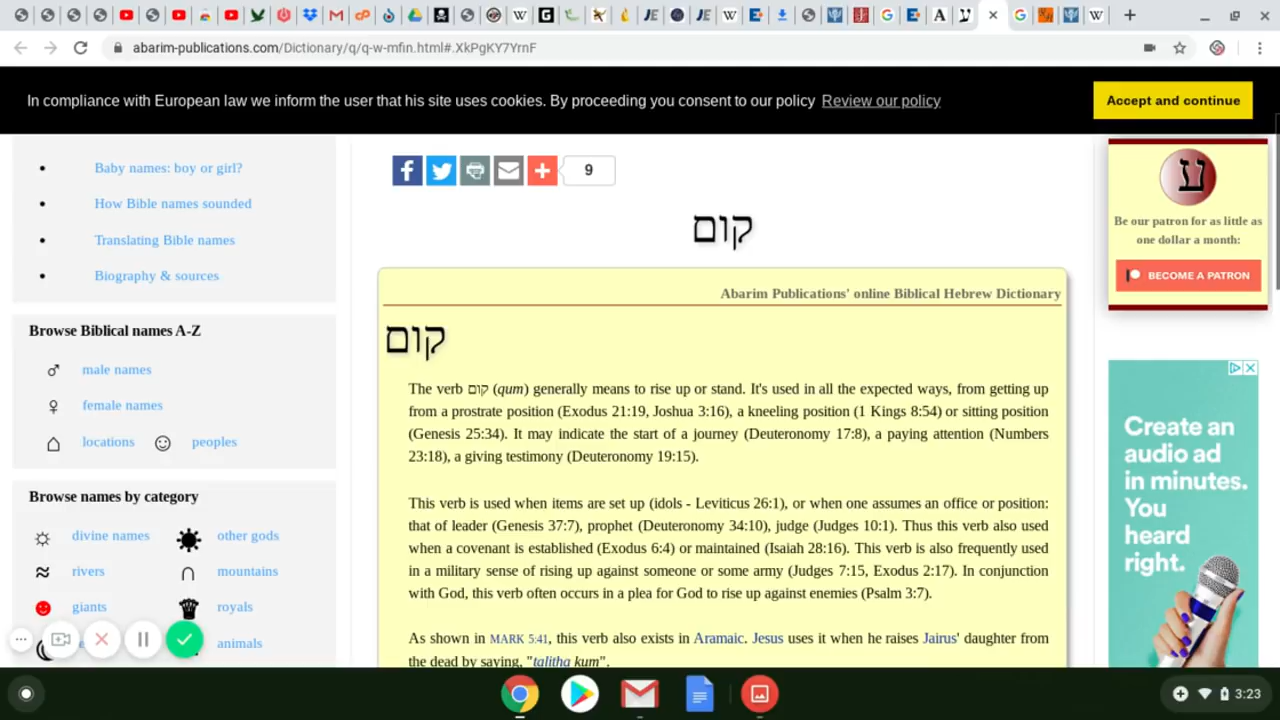 abarim-publications.com/Dictionary/q/q-w-mfin.html#.XkPgKY7YrnF
In compliance with European law we inform the user that his site uses cookies. By proceeding you consent to our policy Review our policy
Accept and continue
Baby names: boy or girl?
How Bible names sounded
Translating Bible names
Biography & sources
Browse Biblical names A-Z
male names
female names
locations
peoples
Browse names by category
divine names
other gods
rivers
mountains
giants
royals
animals
9
קום
Abarim Publications' online Biblical Hebrew Dictionary
קום
The verb קום (qum) generally means to rise up or stand. It's used in all the expected ways, from getting up
from a prostrate position (Exodus 21:19, Joshua 3:16), a kneeling position (1 Kings 8:54) or sitting position
(Genesis 25:34). It may indicate the start of a journey (Deuteronomy 17:8), a paying attention (Numbers
23:18), a giving testimony (Deuteronomy 19:15).
This verb is used when items are set up (idols - Leviticus 26:1), or when one assumes an office or position:
that of leader (Genesis 37:7), prophet (Deuteronomy 34:10), judge (Judges 10:1). Thus this verb also used
when a covenant is established (Exodus 6:4) or maintained (Isaiah 28:16). This verb is also frequently used
in a military sense of rising up against someone or some army (Judges 7:15, Exodus 2:17). In conjunction
with God, this verb often occurs in a plea for God to rise up against enemies (Psalm 3:7).
As shown in MARK 5:41, this verb also exists in Aramaic. Jesus uses it when he raises Jairus' daughter from
the dead by saying, "talitha kum".
ע
Be our patron for as little as
one dollar a month:
BECOME A PATRON
Create an
audio ad
in minutes.
You
heard
right.
3:23